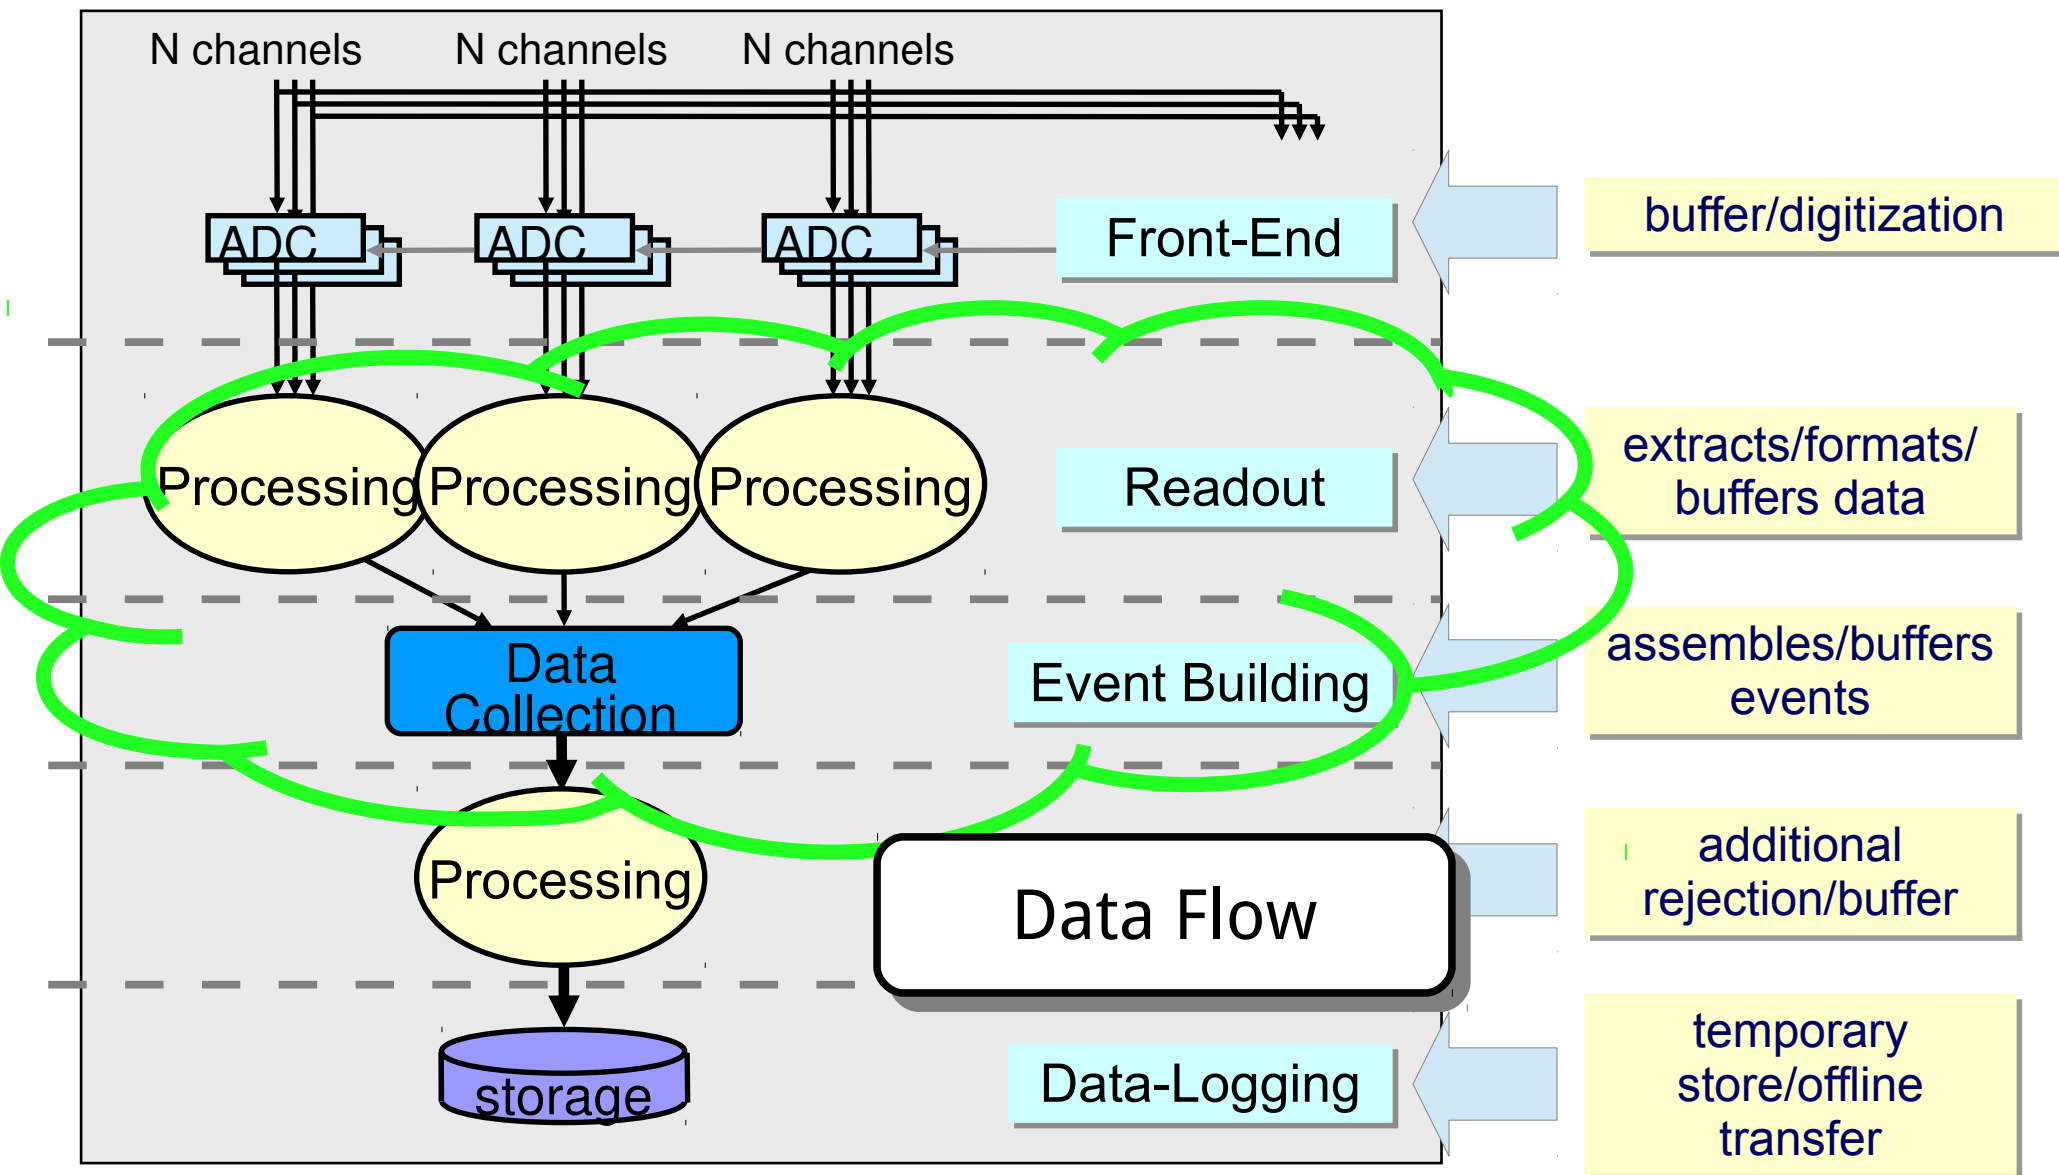 N channels N channels N channels
ADC ADC ADC
Front-End
buffer/digitization
Processing Processing Processing
Readout
extracts/formats/
buffers data
Data
Collection
Event Building
assembles/buffers
events
Processing
Data Flow
additional
rejection/buffer
storage
Data-Logging
temporary
store/offline
transfer